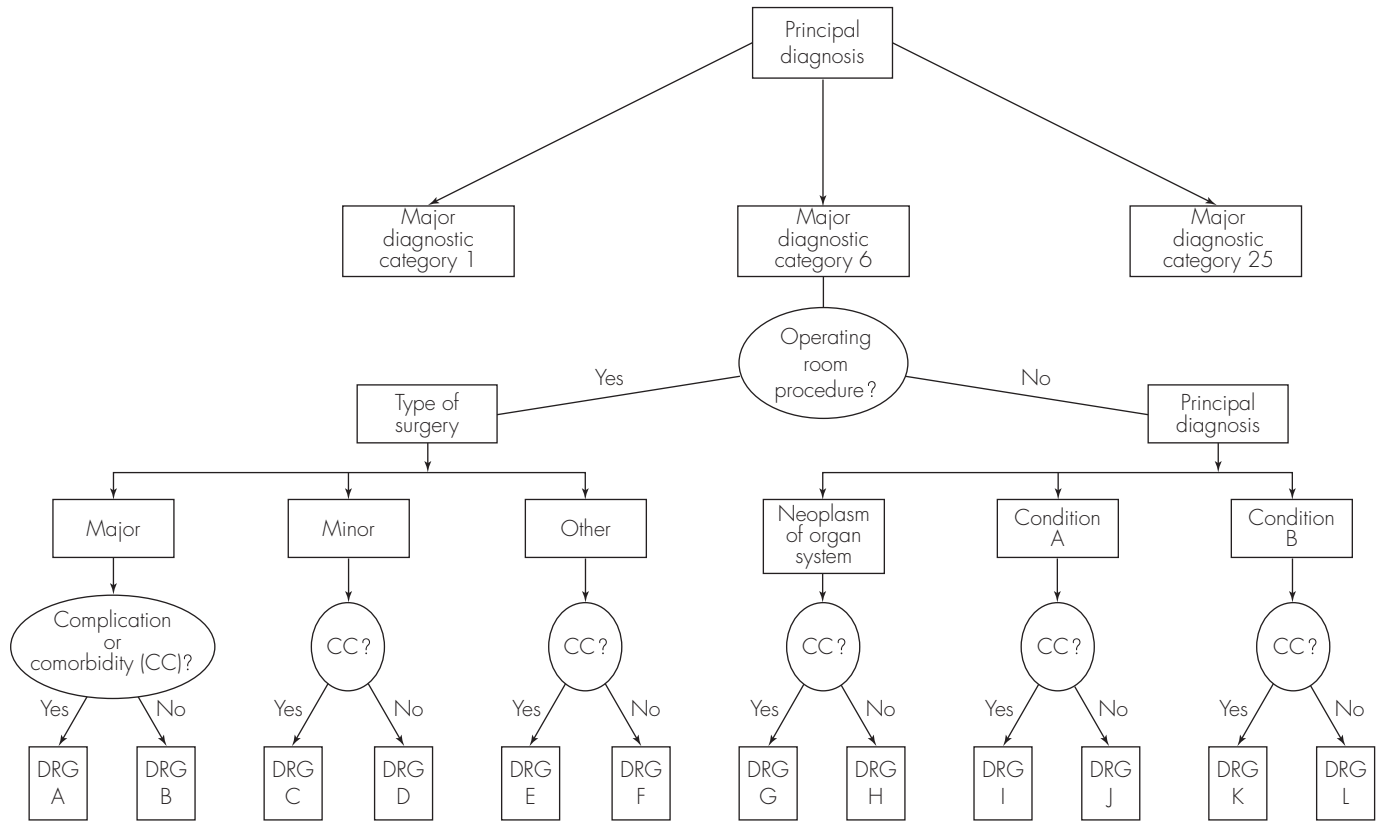 Principal
diagnosis
Major
diagnostic
category 1
Major
diagnostic
category 6
Major
diagnostic
category 25
Operating
room
procedure?
Yes
No
Type of
surgery
Principal
diagnosis
Major
Minor
Other
Neoplasm
of organ
system
Condition
A
Condition
B
Complication
or
comorbidity (CC)?
CC?
CC?
CC?
CC?
CC?
Yes
No
Yes
No
Yes
No
Yes
No
Yes
No
Yes
No
DRG
A
DRG
B
DRG
C
DRG
D
DRG
E
DRG
F
DRG
G
DRG
H
DRG
I
DRG
J
DRG
K
DRG
L